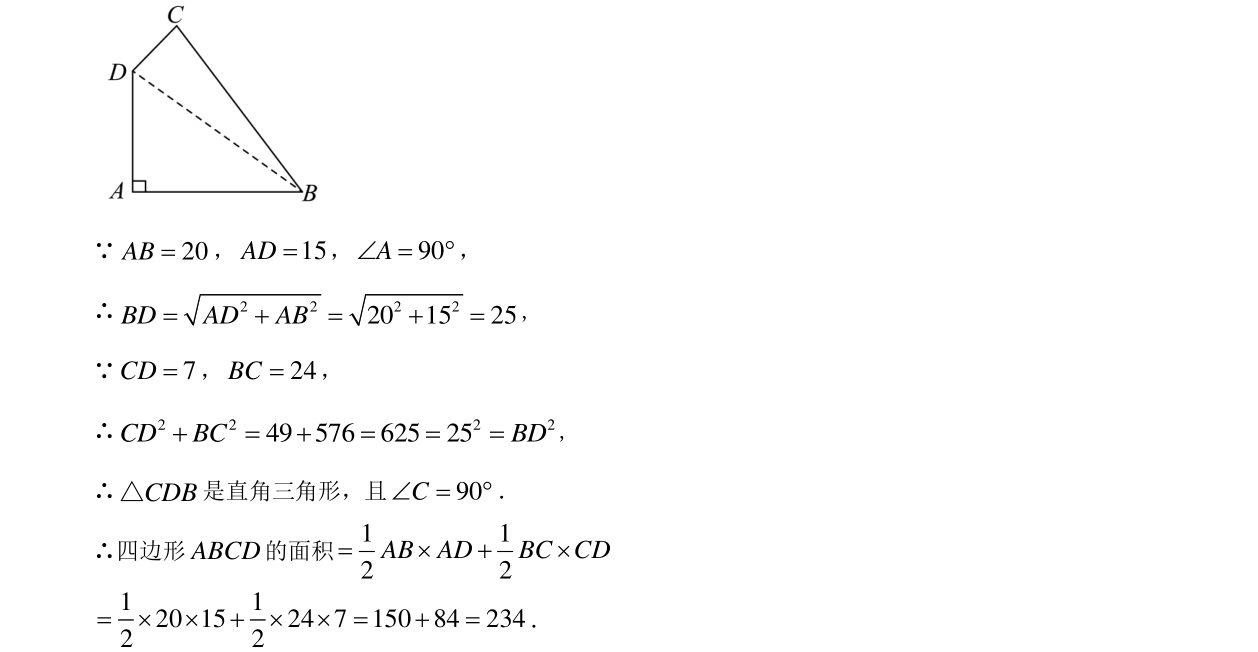 C
D
A
B
∵ AB = 20，AD = 15，∠A = 90°，
∴ BD = √(AD² + AB²) = √(20² + 15²) = 25，
∵ CD = 7，BC = 24，
∴ CD² + BC² = 49 + 576 = 625 = 25² = BD²，
∴ △CDB 是直角三角形，且 ∠C = 90°．
∴四边形 ABCD 的面积 = 1/2 AB × AD + 1/2 BC × CD
= 1/2 × 20 × 15 + 1/2 × 24 × 7 = 150 + 84 = 234．